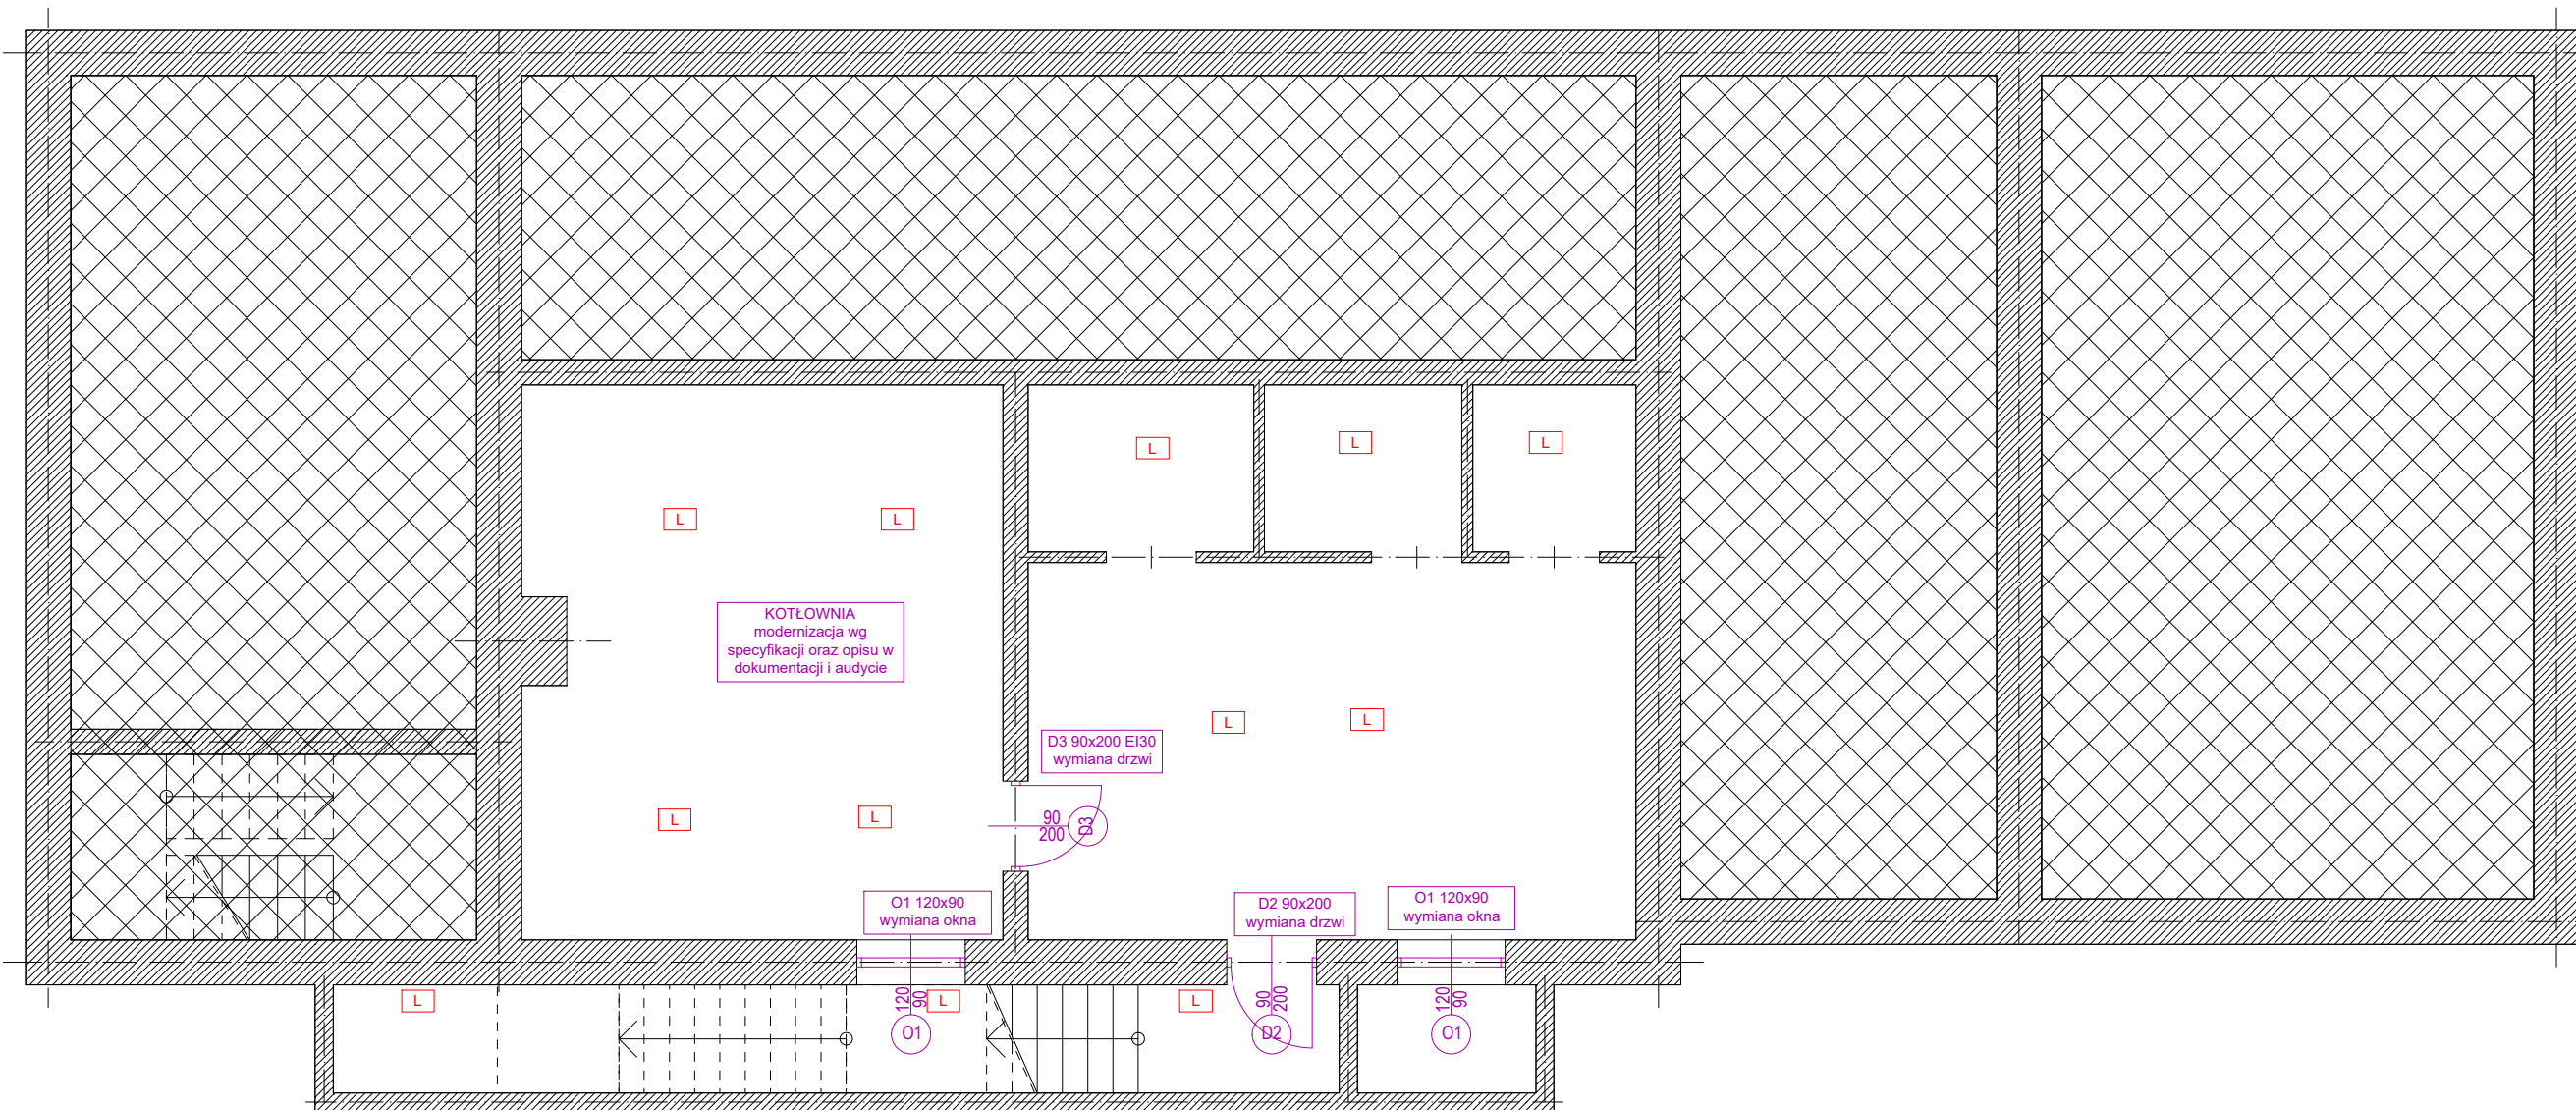 L
L
L
L
L
KOTŁOWNIA
modernizacja wg
specyfikacji oraz opisu w
dokumentacji i audycie
L
L
D3 90x200 EI30
wymiana drzwi
L
L
90
200
D3
O1 120x90
wymiana okna
D2 90x200
wymiana drzwi
O1 120x90
wymiana okna
L
120
90
L
L
90
200
120
90
O1
D2
O1